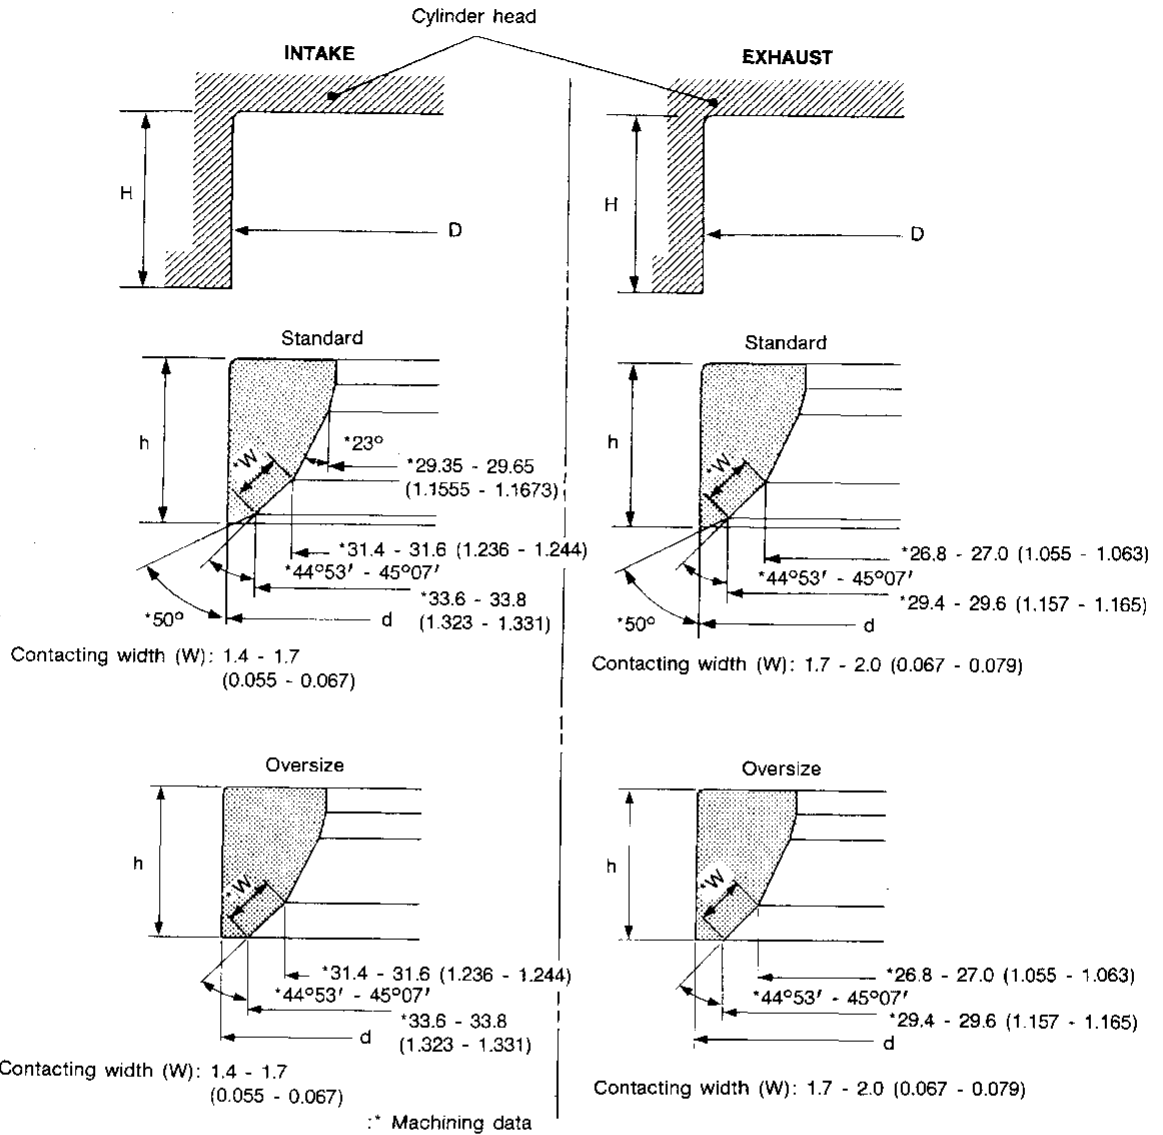 Cylinder head
INTAKE
EXHAUST
H
D
H
D
Standard
h
*W
*23°
*29.35 - 29.65
(1.1555 - 1.1673)
*31.4 - 31.6 (1.236 - 1.244)
*44°53′ - 45°07′
*33.6 - 33.8
(1.323 - 1.331)
*50°
d
Contacting width (W): 1.4 - 1.7
(0.055 - 0.067)
Standard
h
*W
*26.8 - 27.0 (1.055 - 1.063)
*44°53′ - 45°07′
*29.4 - 29.6 (1.157 - 1.165)
*50°
d
Contacting width (W): 1.7 - 2.0 (0.067 - 0.079)
Oversize
h
*W
*31.4 - 31.6 (1.236 - 1.244)
*44°53′ - 45°07′
*33.6 - 33.8
(1.323 - 1.331)
d
Contacting width (W): 1.4 - 1.7
(0.055 - 0.067)
Oversize
h
*W
*26.8 - 27.0 (1.055 - 1.063)
*44°53′ - 45°07′
*29.4 - 29.6 (1.157 - 1.165)
d
Contacting width (W): 1.7 - 2.0 (0.067 - 0.079)
:* Machining data